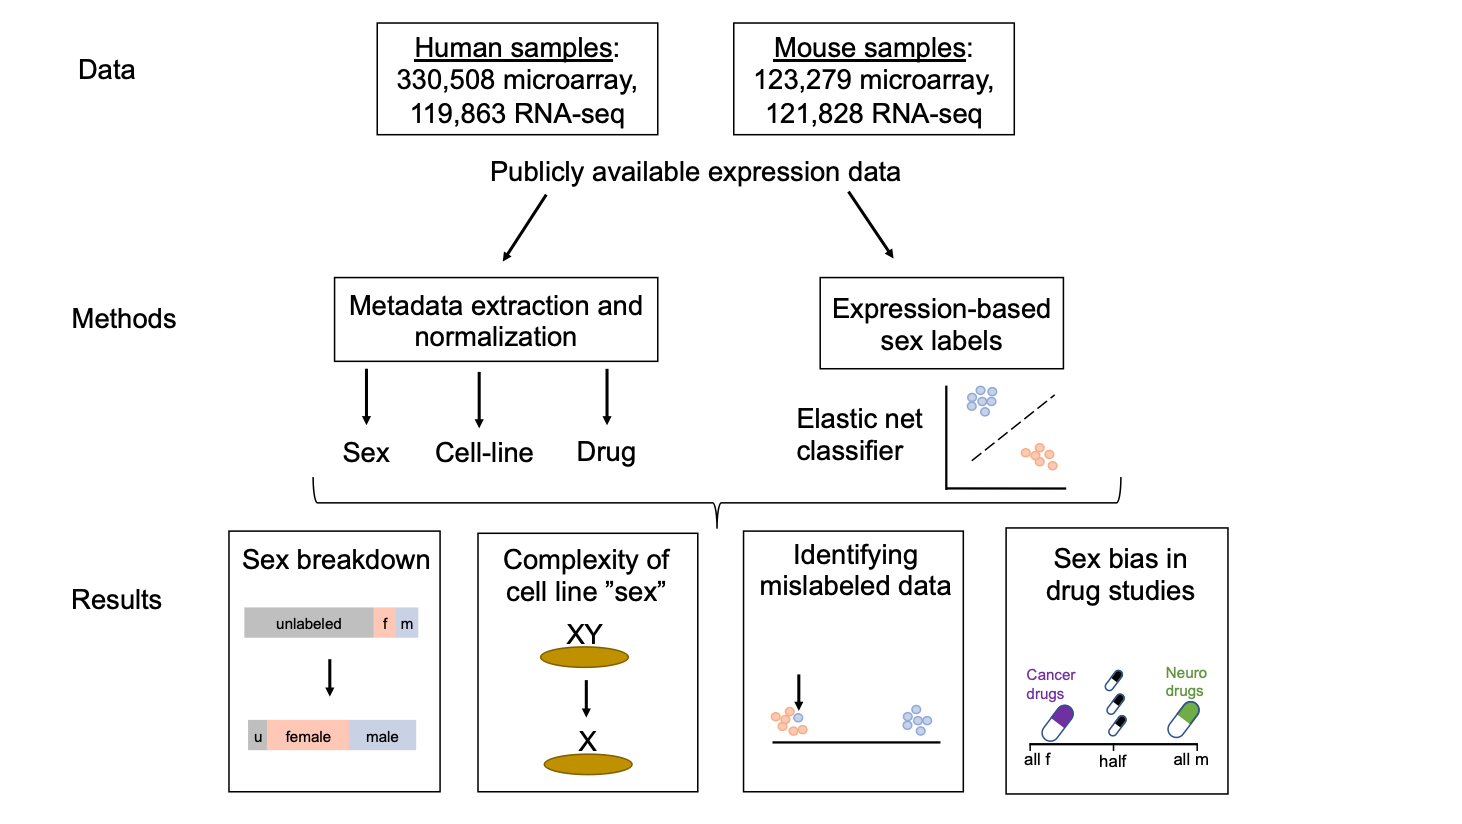 Data
Human samples:
330,508 microarray,
119,863 RNA-seq
Mouse samples:
123,279 microarray,
121,828 RNA-seq
Publicly available expression data
Methods
Metadata extraction and
normalization
Expression-based
sex labels
Sex
Cell-line
Drug
Elastic net
classifier
Results
Sex breakdown
unlabeled
f
m
u
female
male
Complexity of
cell line ”sex”
XY
X
Identifying
mislabeled data
Sex bias in
drug studies
Cancer
drugs
Neuro
drugs
all f
half
all m